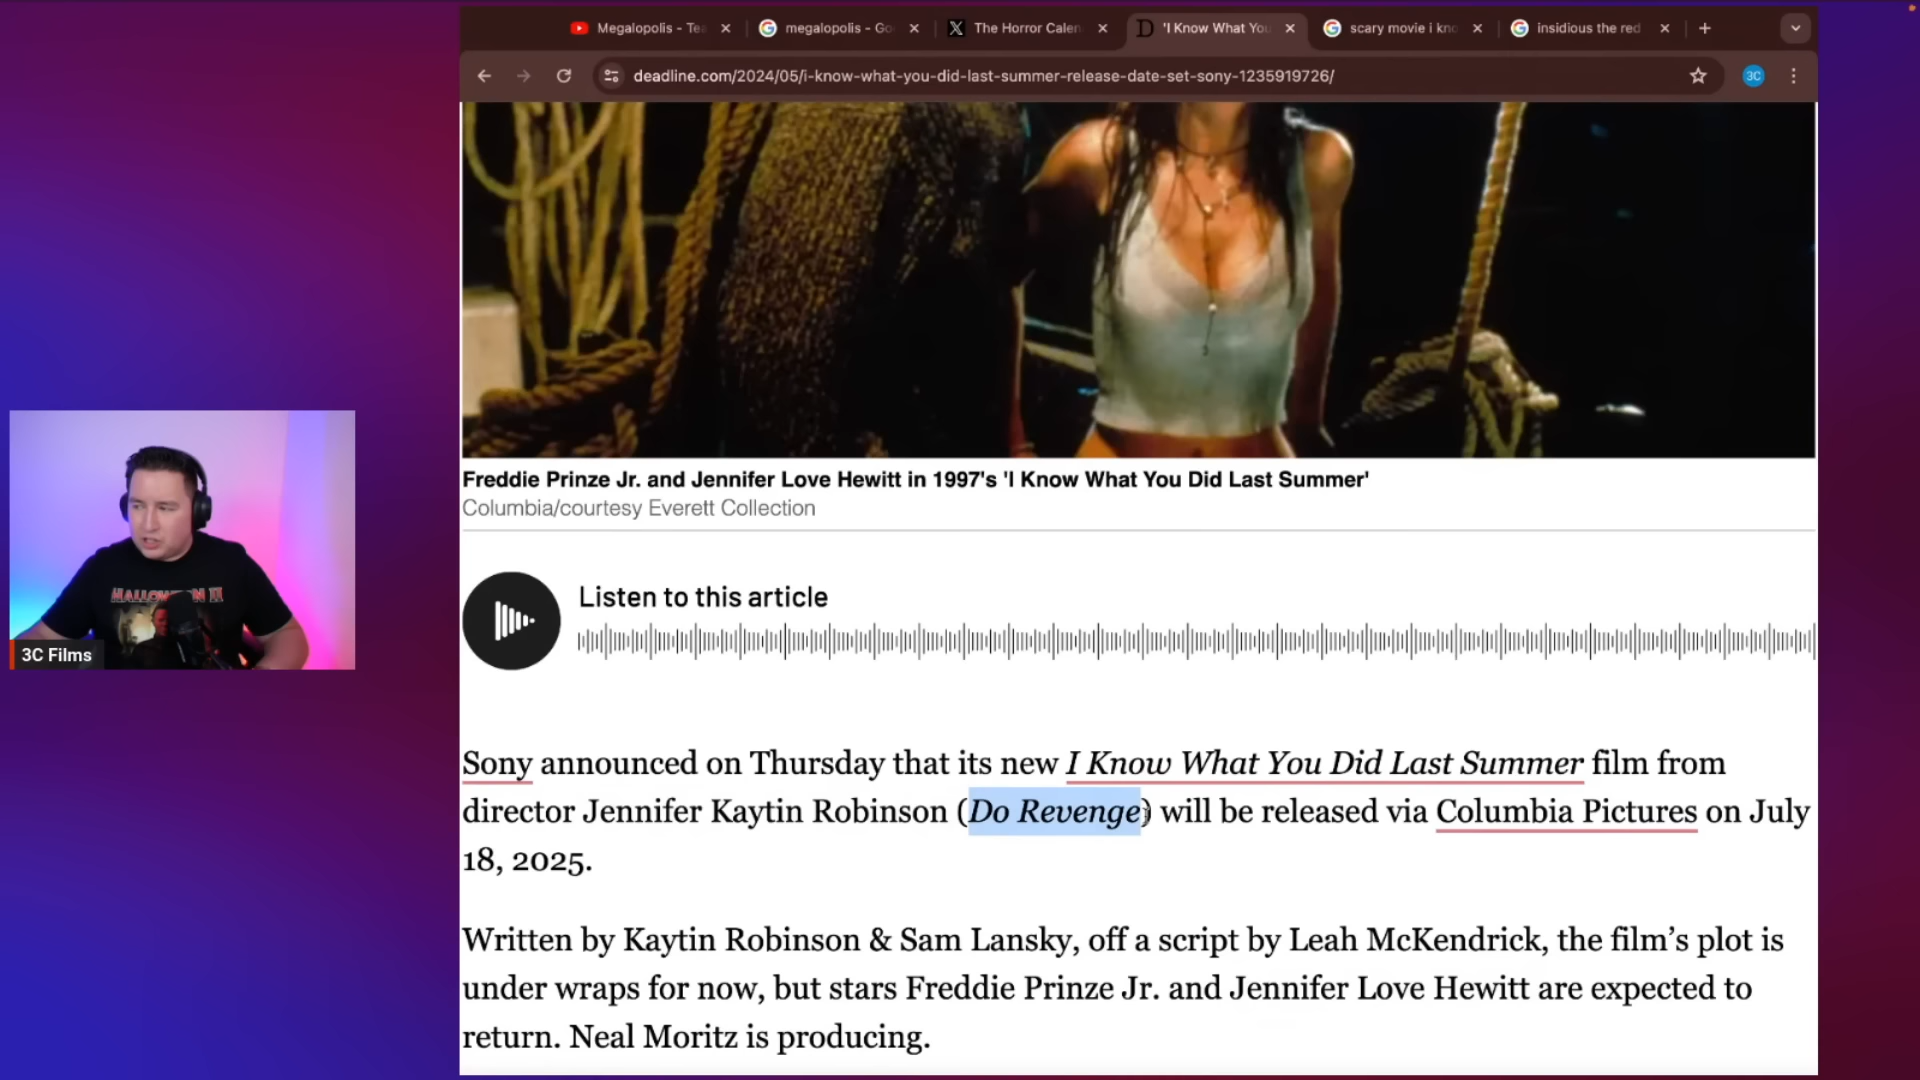 Megalopolis - Tea
megalopolis - Go
The Horror Calen
'I Know What You
scary movie i kno
insidious the red
deadline.com/2024/05/i-know-what-you-did-last-summer-release-date-set-sony-1235919726/
3C
Freddie Prinze Jr. and Jennifer Love Hewitt in 1997's 'I Know What You Did Last Summer'
Columbia/courtesy Everett Collection
Listen to this article
HALLOWEEN II
3C Films
Sony announced on Thursday that its new I Know What You Did Last Summer film from
director Jennifer Kaytin Robinson (Do Revenge) will be released via Columbia Pictures on July
18, 2025.
Written by Kaytin Robinson & Sam Lansky, off a script by Leah McKendrick, the film's plot is
under wraps for now, but stars Freddie Prinze Jr. and Jennifer Love Hewitt are expected to
return. Neal Moritz is producing.